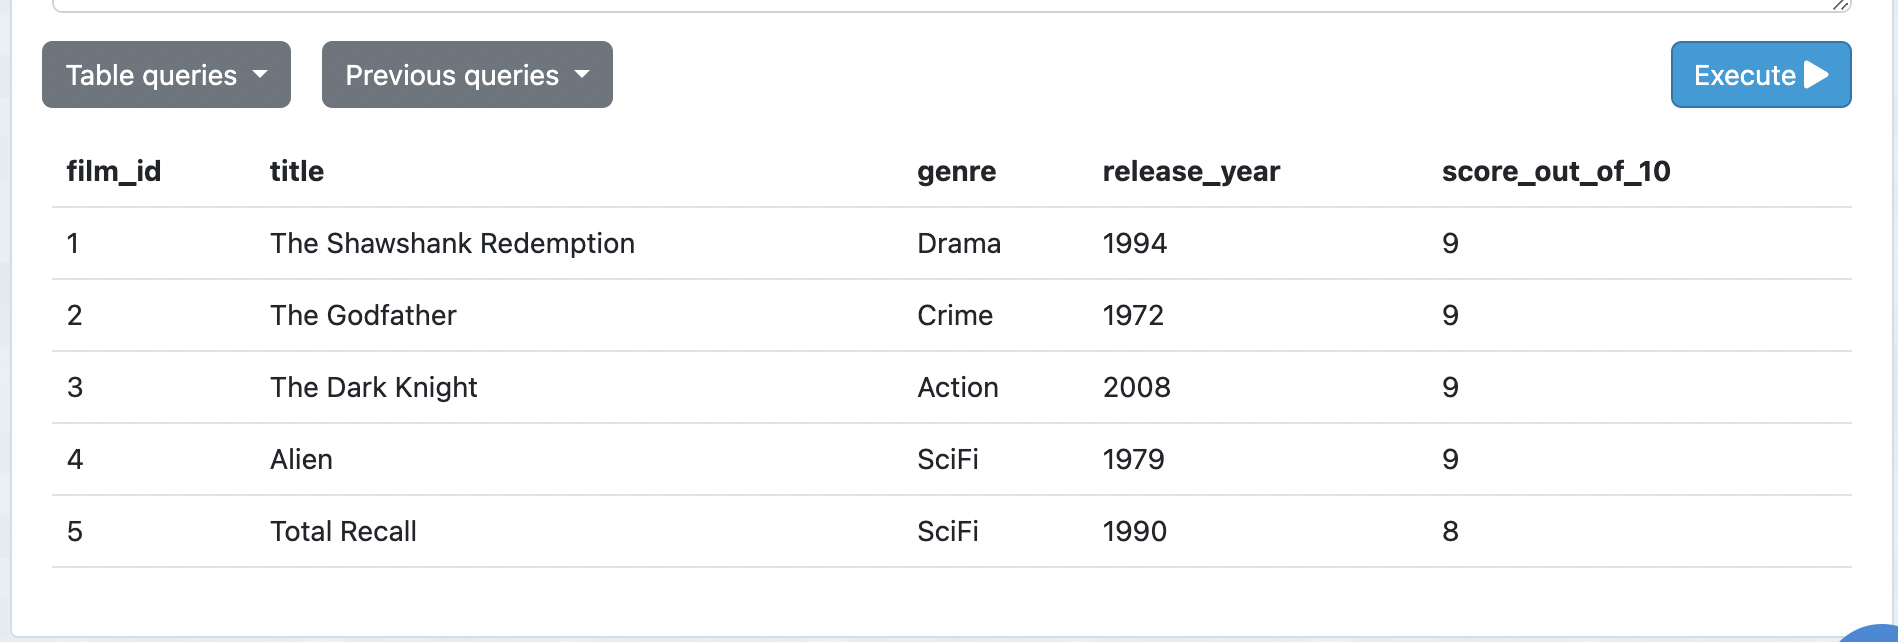 Table queries Previous queries Execute
film_id title genre release_year score_out_of_10
1 The Shawshank Redemption Drama 1994 9
2 The Godfather Crime 1972 9
3 The Dark Knight Action 2008 9
4 Alien SciFi 1979 9
5 Total Recall SciFi 1990 8